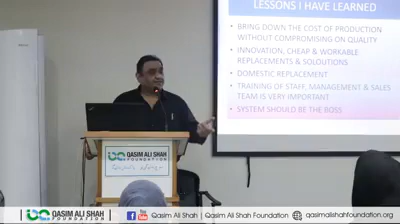 LESSONS I HAVE LEARNED
• BRING DOWN THE COST OF PRODUCTION
WITHOUT COMPROMISING ON QUALITY
• INNOVATION, CHEAP & WORKABLE
REPLACEMENTS & SOLOUTIONS
• DOMESTIC REPLACEMENT
• TRAINING OF STAFF, MANAGEMENT & SALES
TEAM IS VERY IMPORTANT
• SYSTEM SHOULD BE THE BOSS
QASIM ALI SHAH
FOUNDATION
QASIM ALI SHAH
FOUNDATION
Qasim Ali Shah | Qasim Ali Shah Foundation | qasimalishahfoundation.org